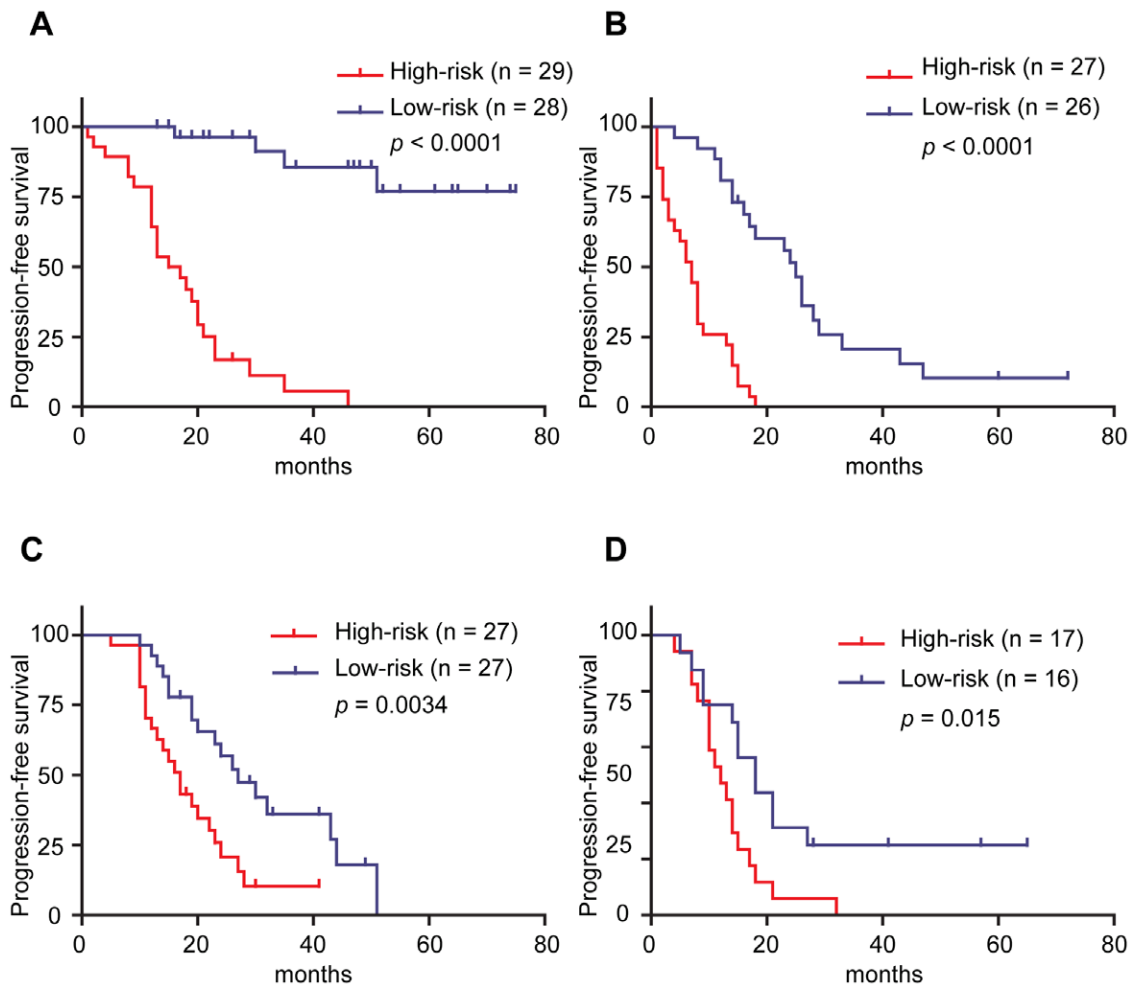 A
High-risk (n = 29)
Low-risk (n = 28)
p < 0.0001
Progression-free survival
100
75
50
25
0
0 20 40 60 80
months
B
High-risk (n = 27)
Low-risk (n = 26)
p < 0.0001
Progression-free survival
100
75
50
25
0
0 20 40 60 80
months
C
High-risk (n = 27)
Low-risk (n = 27)
p = 0.0034
Progression-free survival
100
75
50
25
0
0 20 40 60 80
months
D
High-risk (n = 17)
Low-risk (n = 16)
p = 0.015
Progression-free survival
100
75
50
25
0
0 20 40 60 80
months